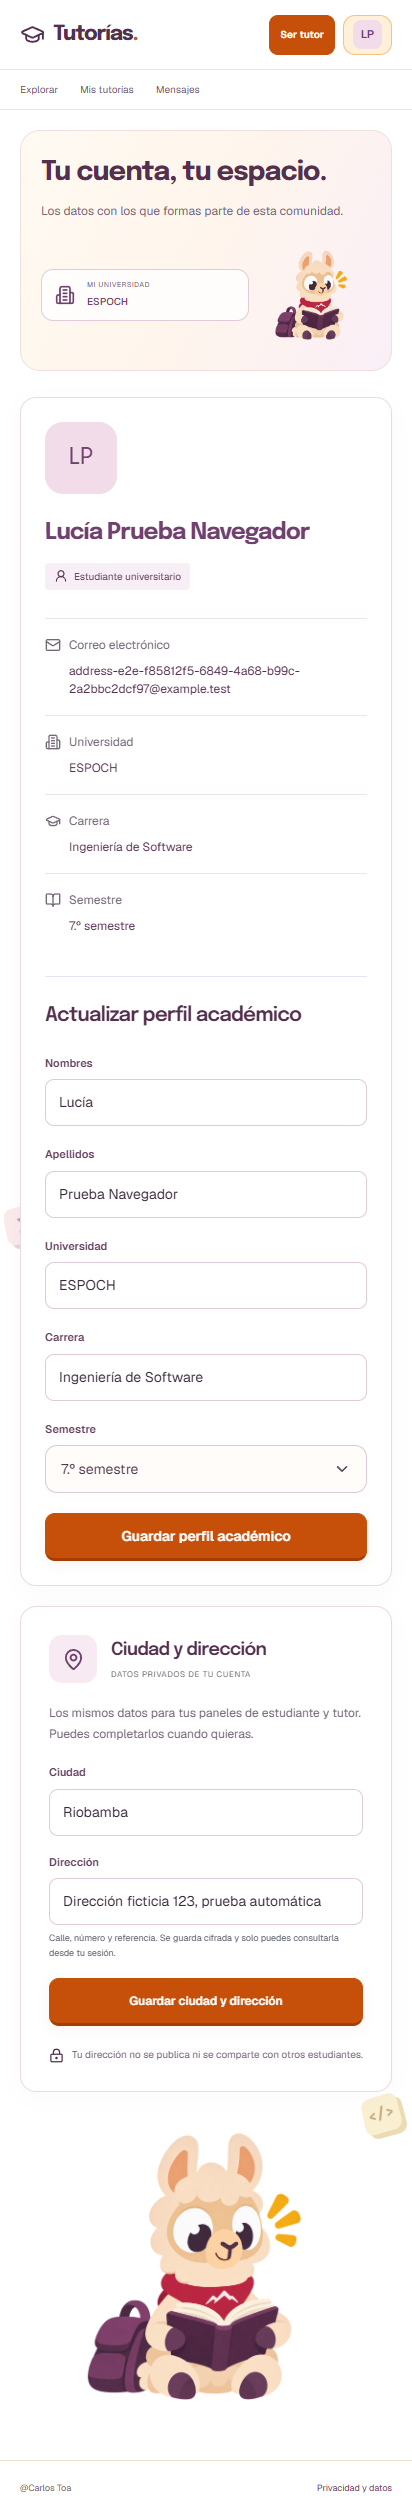 Tutorías.
Ser tutor
LP
Explorar
Mis tutorías
Mensajes
Tu cuenta, tu espacio.
Los datos con los que formas parte de esta comunidad.
MI UNIVERSIDAD
ESPOCH
LP
Lucía Prueba Navegador
Estudiante universitario
Correo electrónico
address-e2e-f85812f5-6849-4a68-b99c-
2a2bbc2dcf97@example.test
Universidad
ESPOCH
Carrera
Ingeniería de Software
Semestre
7.º semestre
Actualizar perfil académico
Nombres
Lucía
Apellidos
Prueba Navegador
Universidad
ESPOCH
Carrera
Ingeniería de Software
Semestre
7.º semestre
Guardar perfil académico
Ciudad y dirección
DATOS PRIVADOS DE TU CUENTA
Los mismos datos para tus paneles de estudiante y tutor.
Puedes completarlos cuando quieras.
Ciudad
Riobamba
Dirección
Dirección ficticia 123, prueba automática
Calle, número y referencia. Se guarda cifrada y solo puedes consultarla
desde tu sesión.
Guardar ciudad y dirección
Tu dirección no se publica ni se comparte con otros estudiantes.
</>
@Carlos Toa
Privacidad y datos